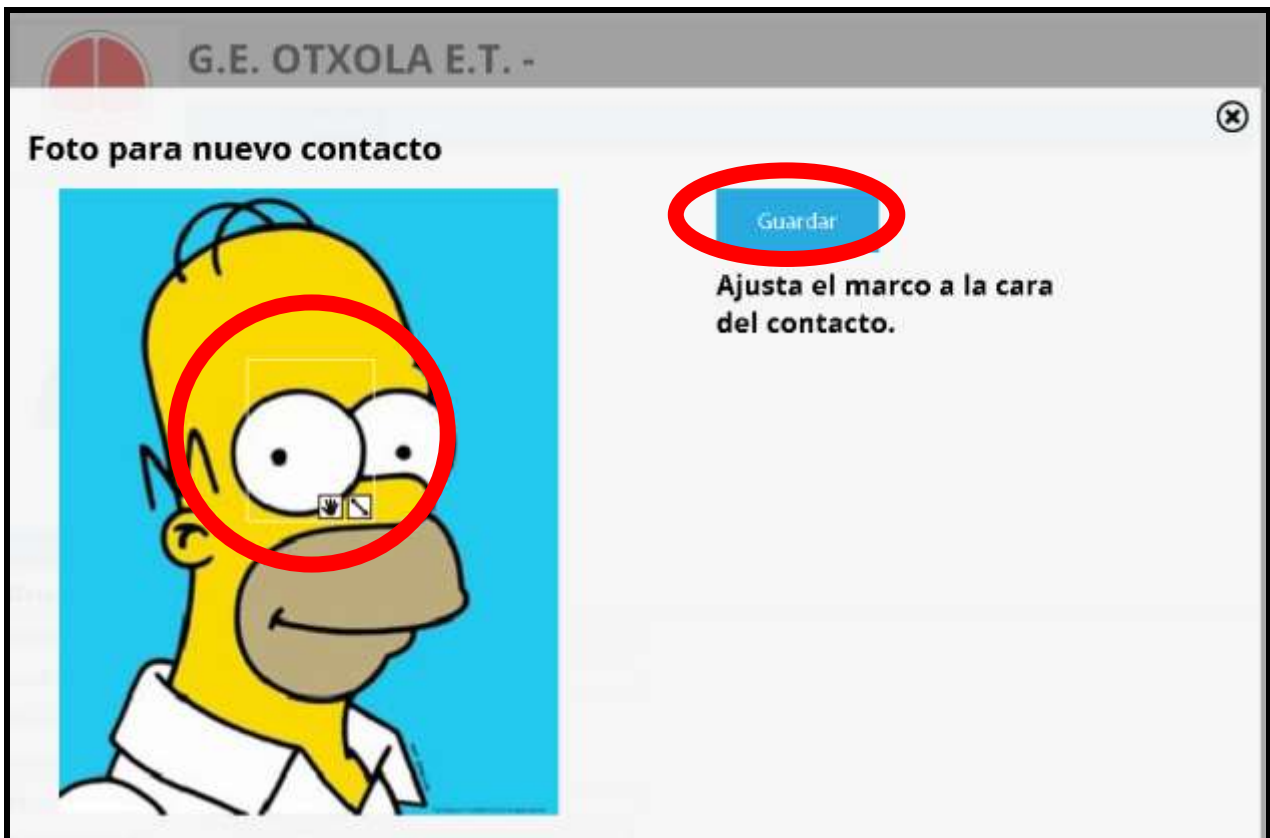 G.E. OTXOLA E.T. -
Foto para nuevo contacto
Guardar
Ajusta el marco a la cara
del contacto.